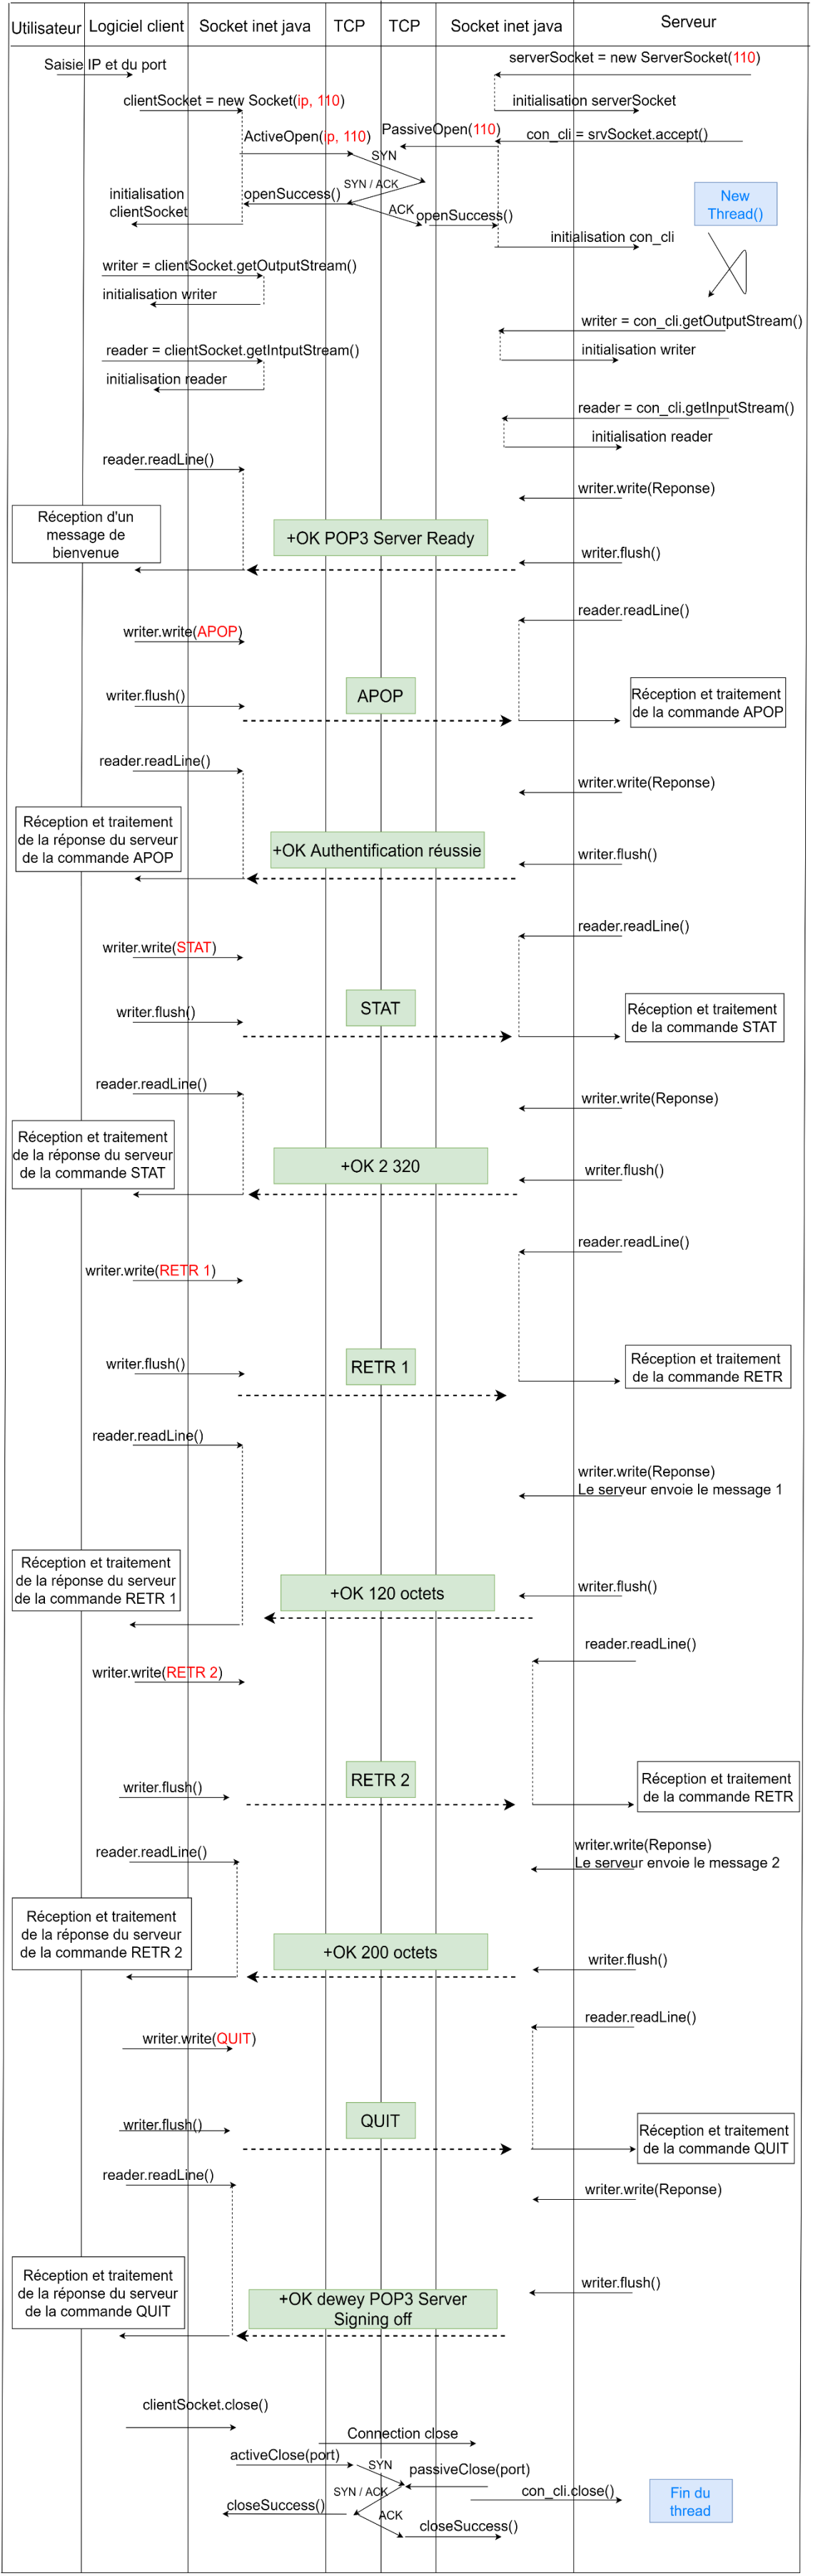 Utilisateur
Logiciel client
Socket inet java
TCP
TCP
Socket inet java
Serveur
Saisie IP et du port
serverSocket = new ServerSocket(110)
clientSocket = new Socket(ip, 110)
initialisation serverSocket
PassiveOpen(110)
con_cli = srvSocket.accept()
ActiveOpen(ip, 110)
SYN
SYN / ACK
initialisation
clientSocket
openSuccess()
ACK
openSuccess()
New
Thread()
initialisation con_cli
writer = clientSocket.getOutputStream()
initialisation writer
writer = con_cli.getOutputStream()
initialisation writer
reader = clientSocket.getIntputStream()
initialisation reader
reader = con_cli.getInputStream()
initialisation reader
reader.readLine()
writer.write(Reponse)
Réception d'un
message de
bienvenue
+OK POP3 Server Ready
writer.flush()
reader.readLine()
writer.write(APOP)
writer.flush()
APOP
Réception et traitement
de la commande APOP
reader.readLine()
writer.write(Reponse)
Réception et traitement
de la réponse du serveur
de la commande APOP
+OK Authentification réussie
writer.flush()
reader.readLine()
writer.write(STAT)
writer.flush()
STAT
Réception et traitement
de la commande STAT
reader.readLine()
writer.write(Reponse)
Réception et traitement
de la réponse du serveur
de la commande STAT
+OK 2 320
writer.flush()
reader.readLine()
writer.write(RETR 1)
writer.flush()
RETR 1
Réception et traitement
de la commande RETR
reader.readLine()
writer.write(Reponse)
Le serveur envoie le message 1
Réception et traitement
de la réponse du serveur
de la commande RETR 1
+OK 120 octets
writer.flush()
reader.readLine()
writer.write(RETR 2)
writer.flush()
RETR 2
Réception et traitement
de la commande RETR
reader.readLine()
writer.write(Reponse)
Le serveur envoie le message 2
Réception et traitement
de la réponse du serveur
de la commande RETR 2
+OK 200 octets
writer.flush()
reader.readLine()
writer.write(QUIT)
writer.flush()
QUIT
Réception et traitement
de la commande QUIT
reader.readLine()
writer.write(Reponse)
Réception et traitement
de la réponse du serveur
de la commande QUIT
+OK dewey POP3 Server
Signing off
writer.flush()
clientSocket.close()
Connection close
activeClose(port)
SYN
passiveClose(port)
SYN / ACK
con_cli.close()
Fin du
thread
closeSuccess()
ACK
closeSuccess()